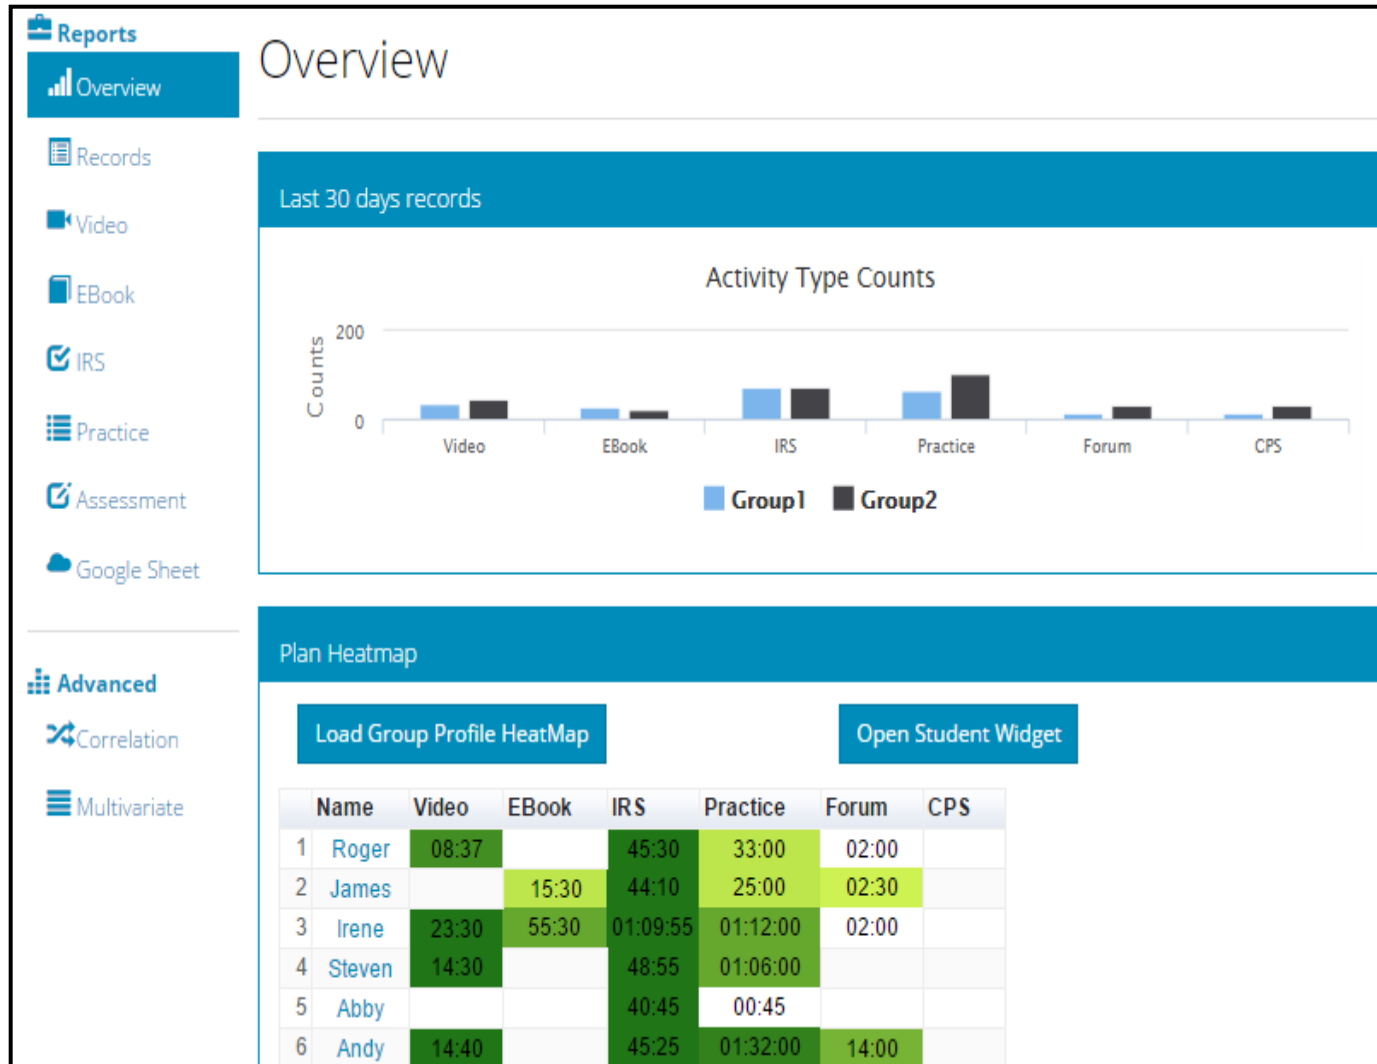 Reports
Overview
Records
Video
EBook
IRS
Practice
Assessment
Google Sheet
Advanced
Correlation
Multivariate
Overview
Last 30 days records
Activity Type Counts
Counts
200
0
Video EBook IRS Practice Forum CPS
Group1 Group2
Plan Heatmap
Load Group Profile HeatMap Open Student Widget
Name Video EBook IRS Practice Forum CPS
1 Roger 08:37 45:30 33:00 02:00
2 James 15:30 44:10 25:00 02:30
3 Irene 23:30 55:30 01:09:55 01:12:00 02:00
4 Steven 14:30 48:55 01:06:00
5 Abby 40:45 00:45
6 Andy 14:40 45:25 01:32:00 14:00